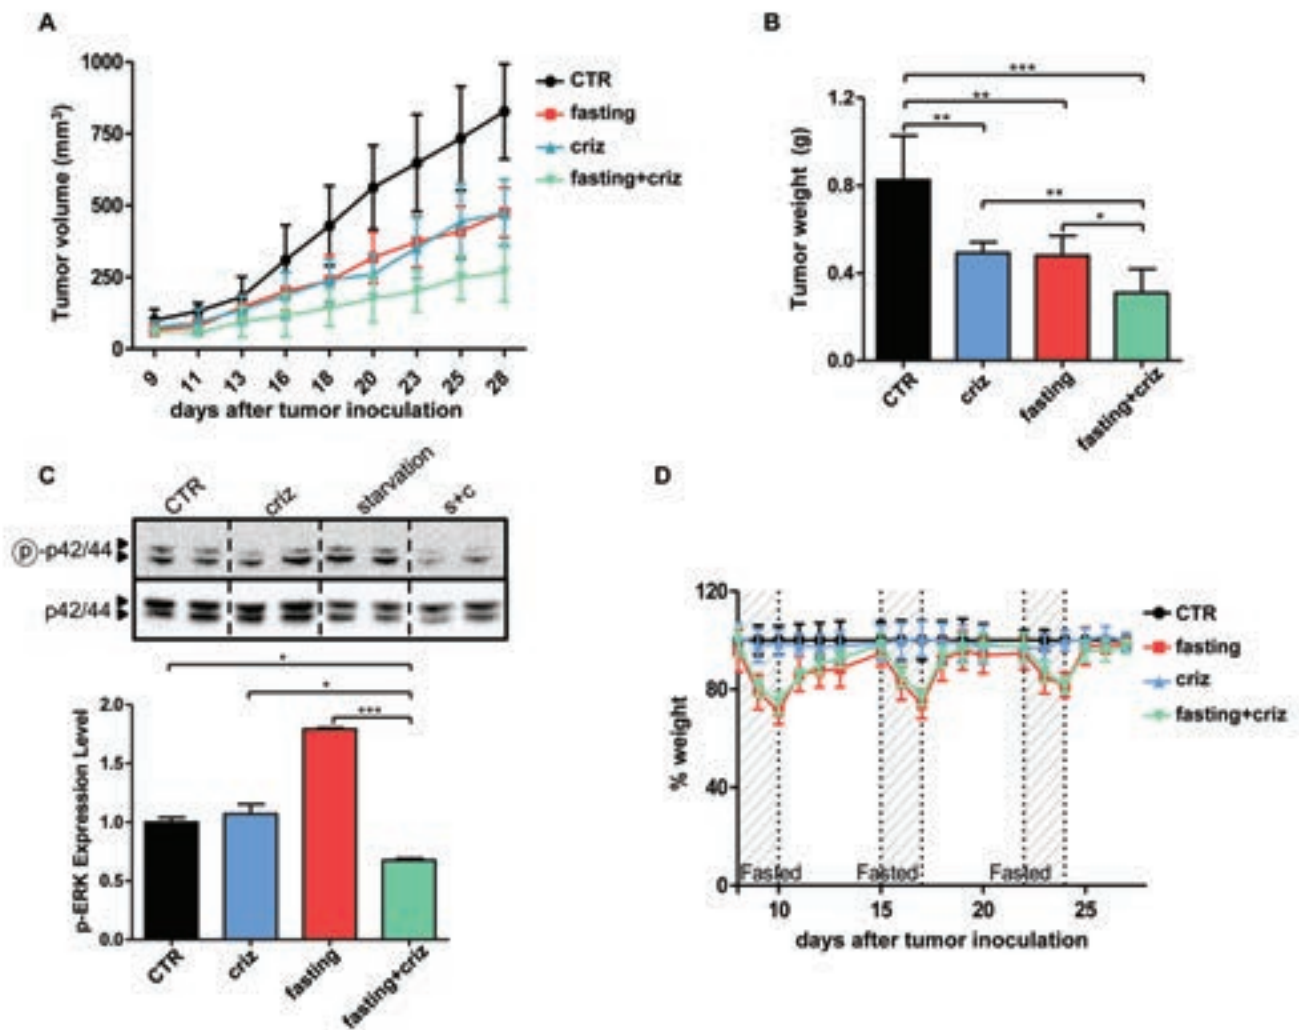 A
Tumor volume (mm³)
1000
750
500
250
0
9 11 13 16 18 20 23 25 28
days after tumor inoculation
CTR
fasting
criz
fasting+criz
B
Tumor weight (g)
1.2
0.8
0.4
0.0
***
**
**
**
*
CTR criz fasting fasting+criz
C
CTR criz starvation s+c
p-p42/44
p42/44
p-ERK Expression Level
2.0
1.5
1.0
0.5
0.0
*
*
***
CTR criz fasting fasting+criz
D
% weight
120
80
40
0
Fasted Fasted Fasted
10 15 20 25
days after tumor inoculation
CTR
fasting
criz
fasting+criz